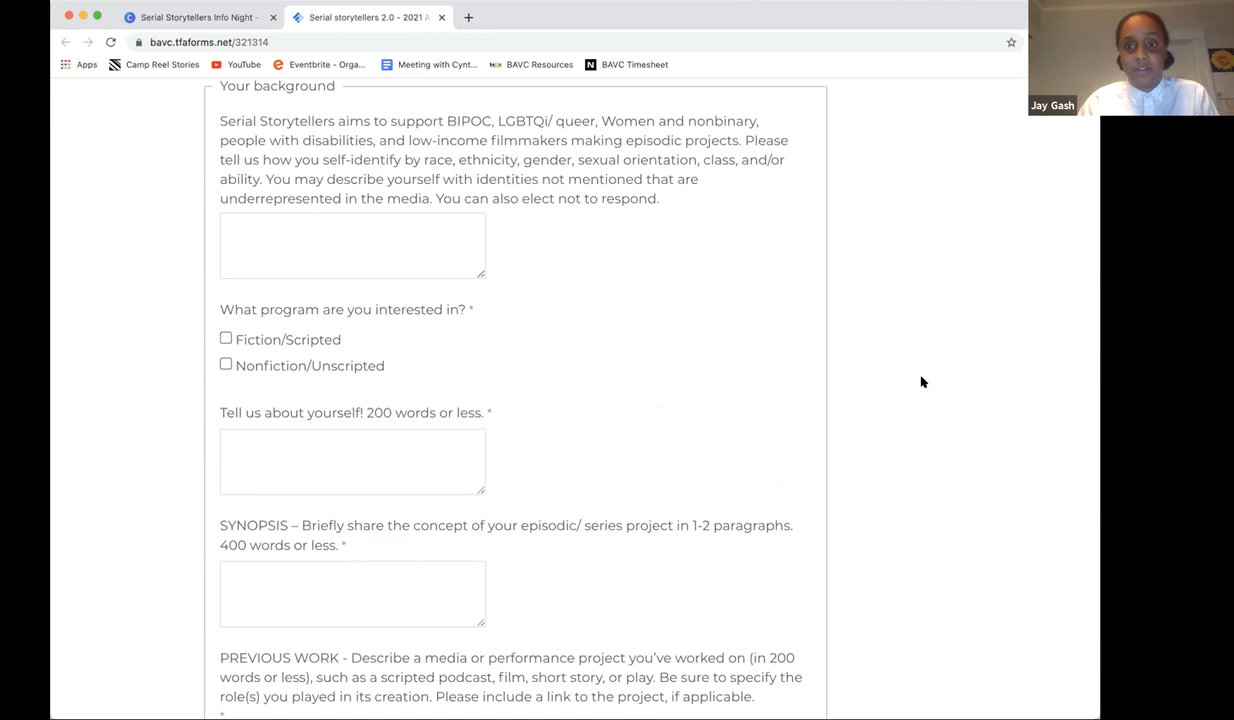 Serial Storytellers Info Night -
Serial storytellers 2.0 - 2021 A
bavc.tfaforms.net/321314
Apps
Camp Reel Stories
YouTube
Eventbrite - Orga...
Meeting with Cynt...
BAVC Resources
N
BAVC Timesheet
Jay Gash
Your background
Serial Storytellers aims to support BIPOC, LGBTQi/ queer, Women and nonbinary,
people with disabilities, and low-income filmmakers making episodic projects. Please
tell us how you self-identify by race, ethnicity, gender, sexual orientation, class, and/or
ability. You may describe yourself with identities not mentioned that are
underrepresented in the media. You can also elect not to respond.
What program are you interested in? *
Fiction/Scripted
Nonfiction/Unscripted
Tell us about yourself! 200 words or less. *
SYNOPSIS – Briefly share the concept of your episodic/ series project in 1-2 paragraphs.
400 words or less. *
PREVIOUS WORK - Describe a media or performance project you've worked on (in 200
words or less), such as a scripted podcast, film, short story, or play. Be sure to specify the
role(s) you played in its creation. Please include a link to the project, if applicable.
*